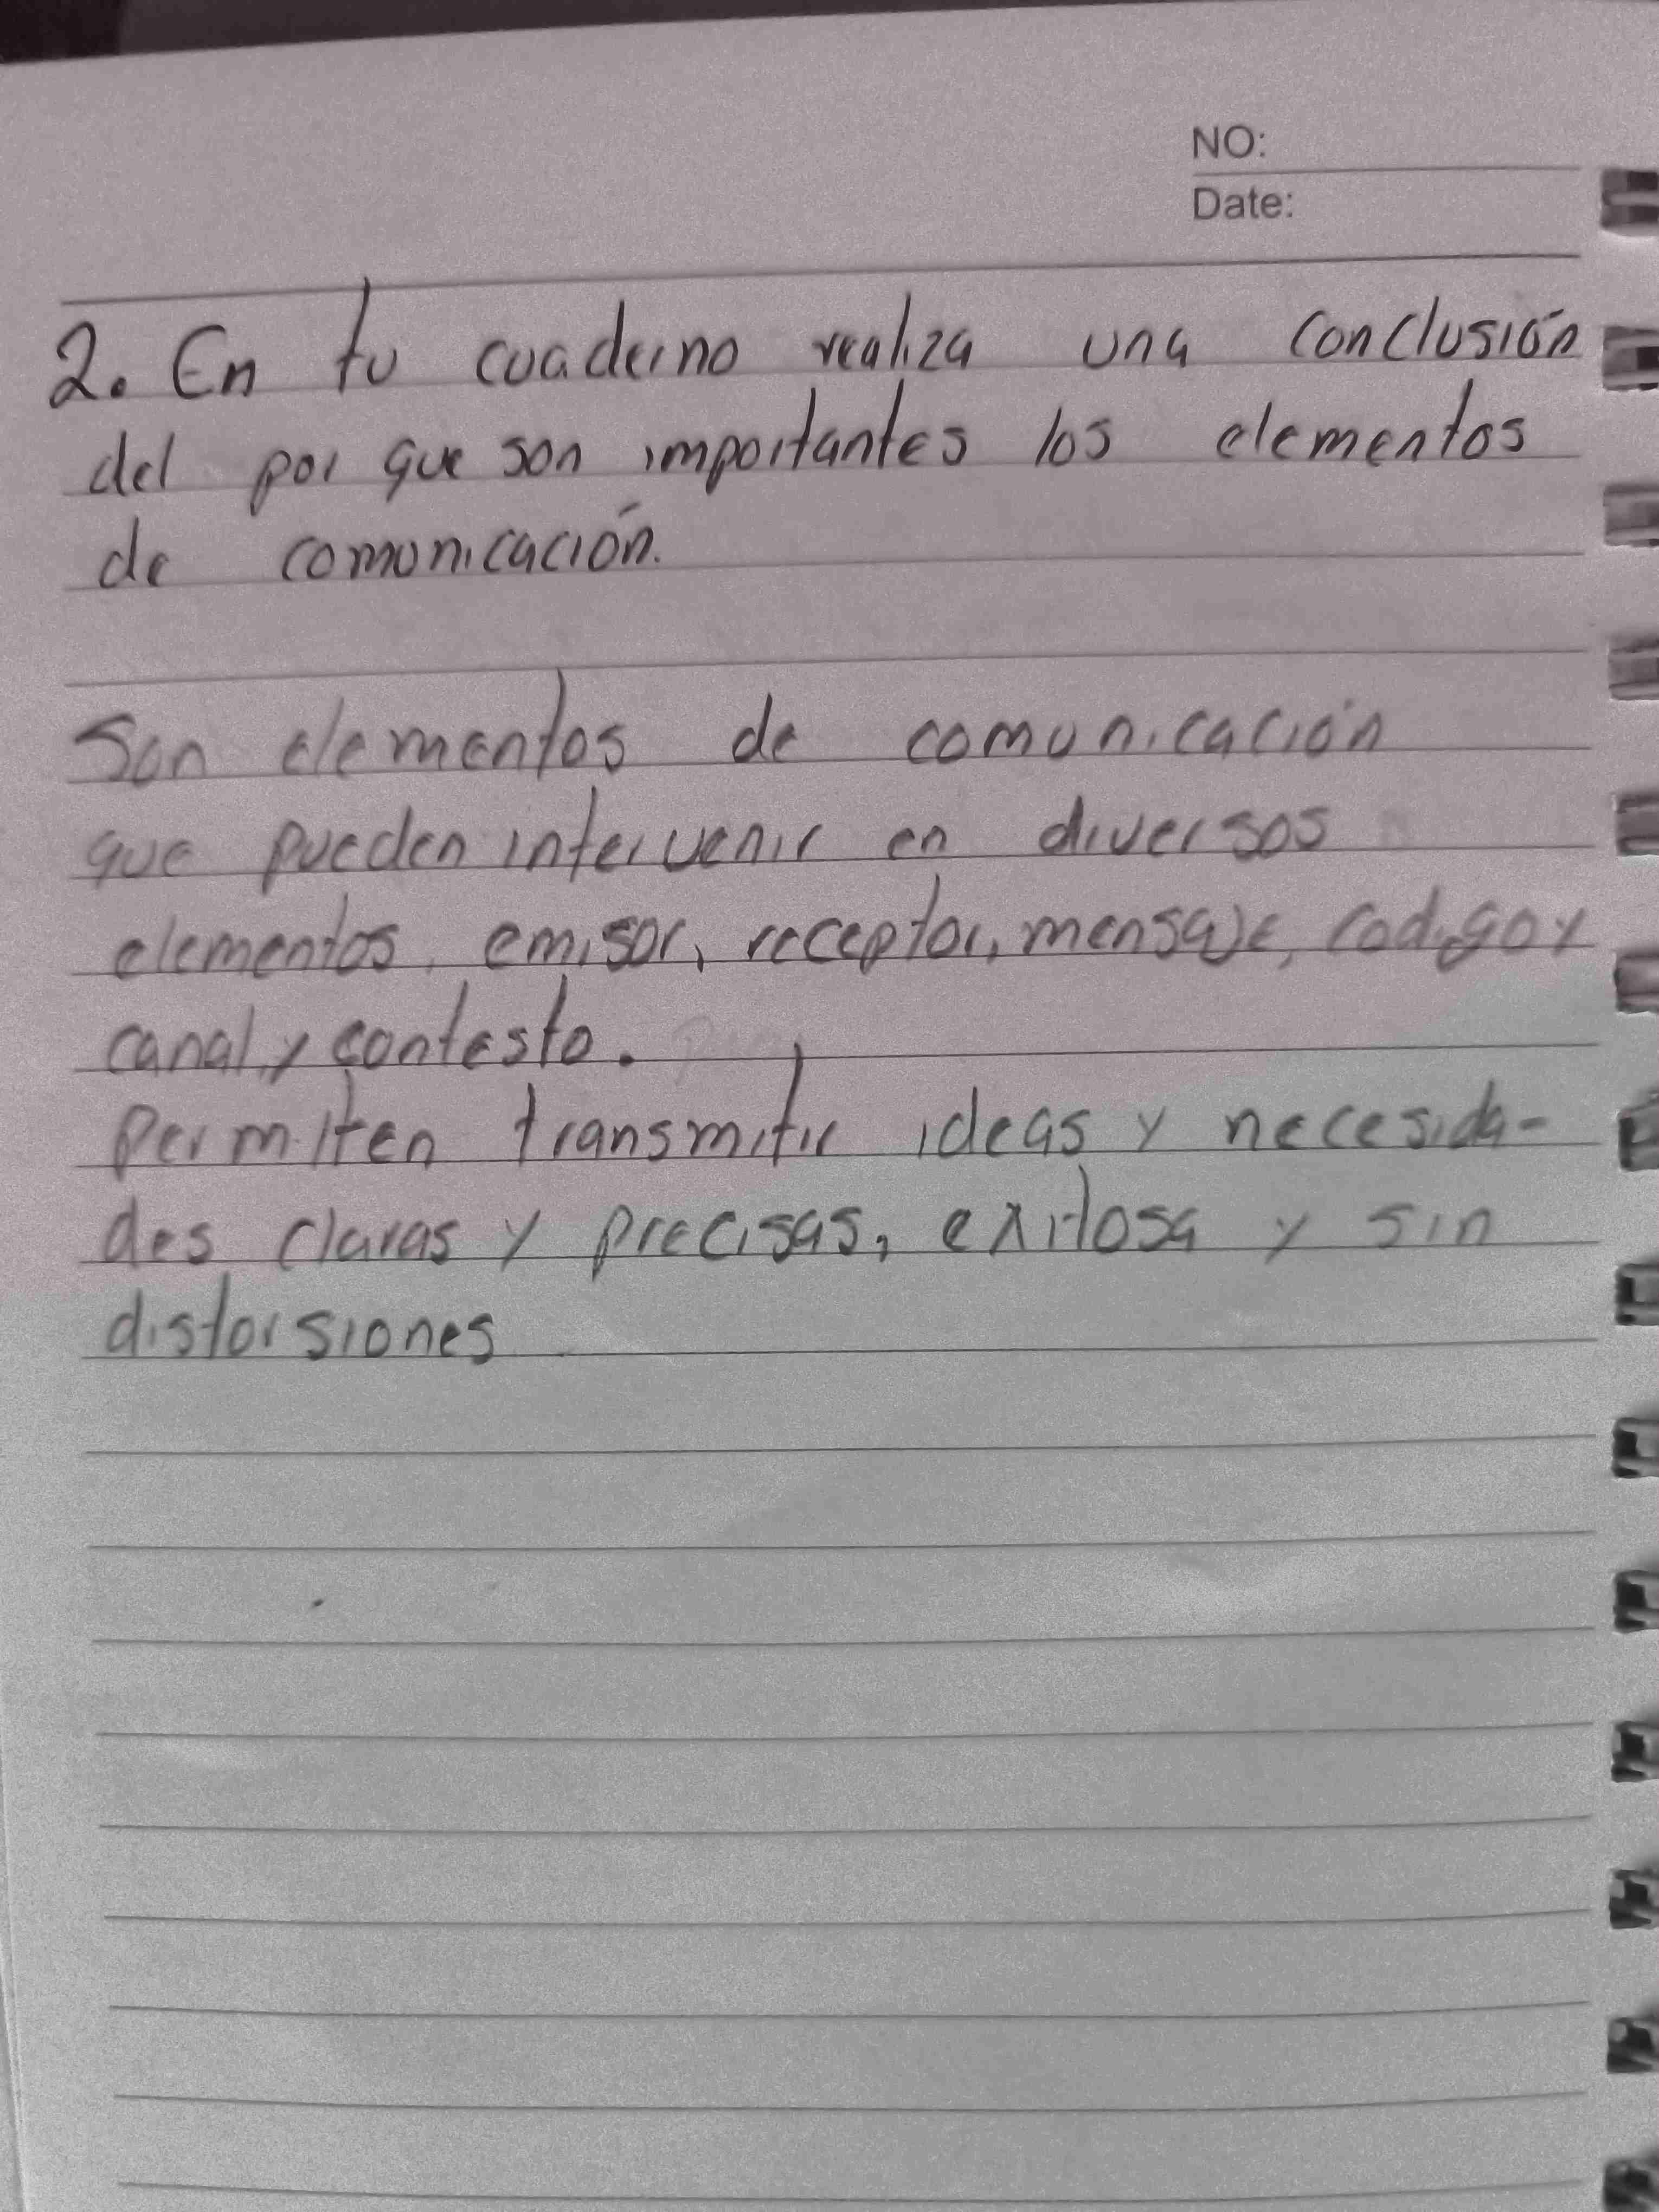 NO:
Date:
2. En tu cuaderno realiza una conclusión
del por que son importantes los elementos
de comunicación.
Son elementos de comunicación
que pueden intervenir en diversos
elementos, emisor, receptor, mensaje, codigo y
canal, y contesto.
Permiten transmitir ideas y necesida-
des claras y precisas, exitosa y sin
distorsiones